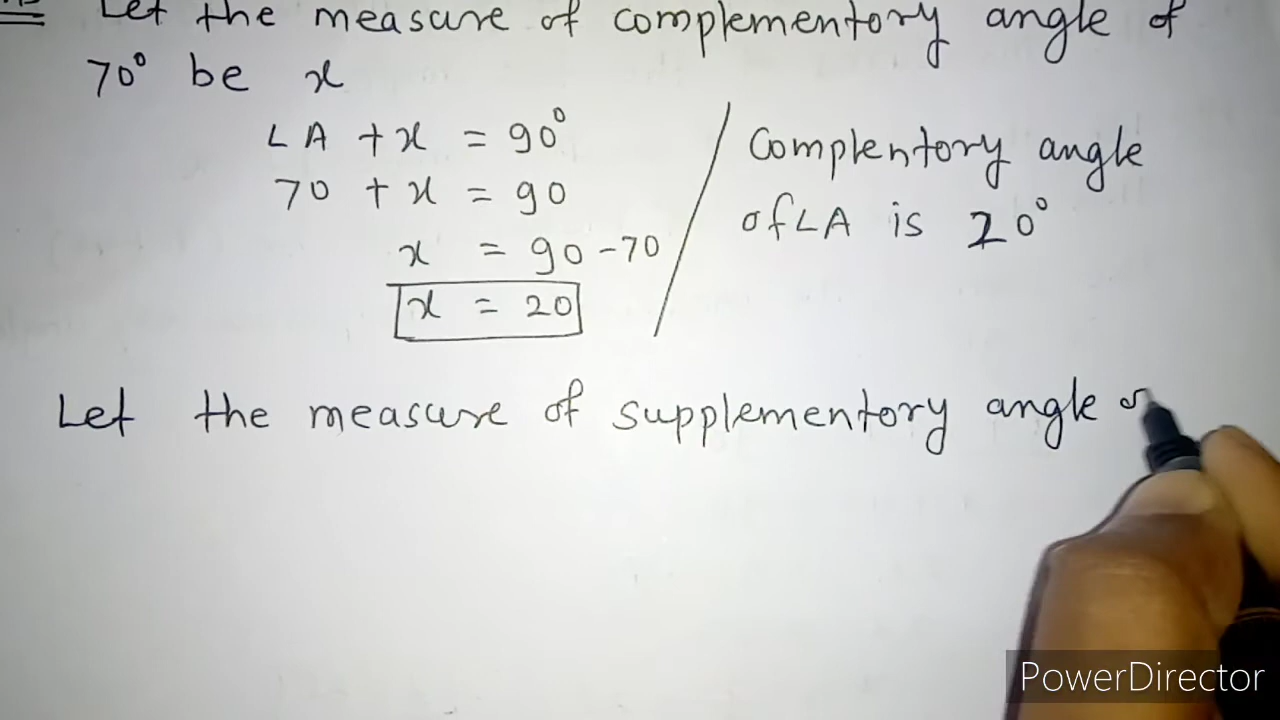 Let the measure of complementory angle of
70° be x
∠A + x = 90°
70 + x = 90
x = 90 - 70
x = 20
Complentory angle
of ∠A is 20°
Let the measure of supplementory angle o
PowerDirector